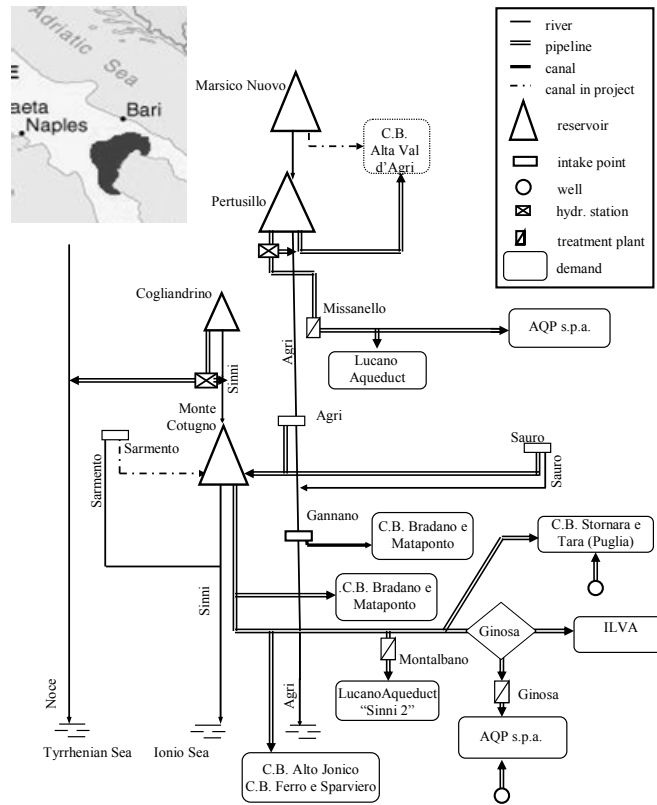 Adriatic Sea
E
aeta
Naples
Bari
river
pipeline
canal
canal in project
reservoir
intake point
well
hydr. station
treatment plant
demand
Marsico Nuovo
C.B.
Alta Val
d’Agri
Pertusillo
Cogliandrino
Missanello
AQP s.p.a.
Lucano
Aqueduct
Agri
Sinni
Monte
Cotugno
Agri
Sarmento
Sarmento
Sauro
Sauro
Gannano
C.B. Bradano e
Mataponto
C.B. Stornara e
Tara (Puglia)
Sinni
.C.B. Bradano e
Mataponto
Ginosa
ILVA
Montalbano
LucanoAqueduct
“Sinni 2”
Ginosa
Noce
Agri
AQP s.p.a.
Tyrrhenian Sea
Ionio Sea
C.B. Alto Jonico
C.B. Ferro e Sparviero